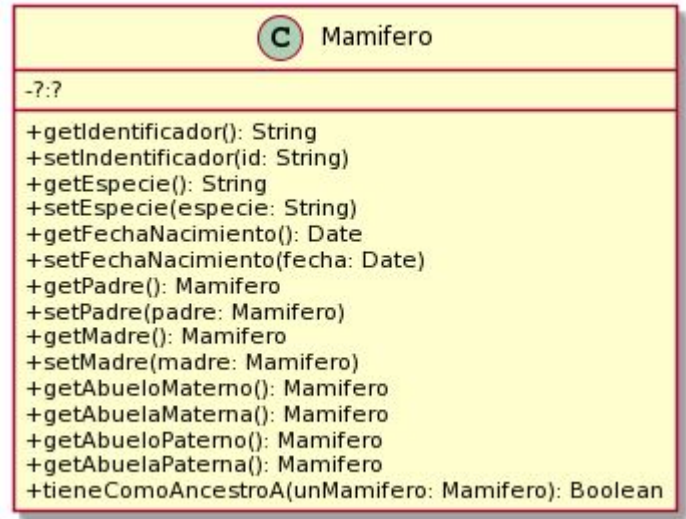 C Mamifero
-?:?
+getIdentificador(): String
+setIndentificador(id: String)
+getEspecie(): String
+setEspecie(especie: String)
+getFechaNacimiento(): Date
+setFechaNacimiento(fecha: Date)
+getPadre(): Mamifero
+setPadre(padre: Mamifero)
+getMadre(): Mamifero
+setMadre(madre: Mamifero)
+getAbueloMaterno(): Mamifero
+getAbuelaMaterna(): Mamifero
+getAbueloPaterno(): Mamifero
+getAbuelaPaterna(): Mamifero
+tieneComoAncestroA(unMamifero: Mamifero): Boolean